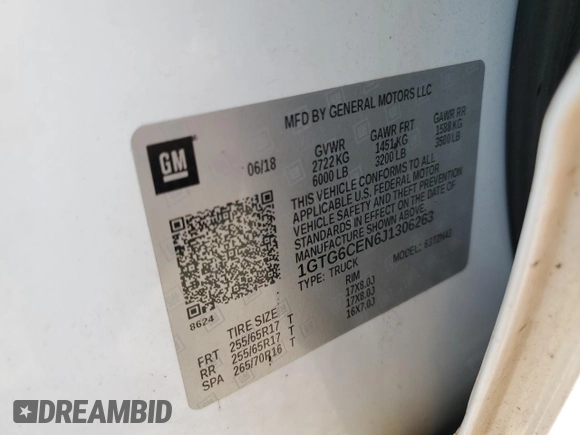 MFD BY GENERAL MOTORS LLC
GM
06/18
GVWR GAWR FRT GAWR RR
2722 KG 1451 KG 1588 KG
6000 LB 3200 LB 3500 LB
THIS VEHICLE CONFORMS TO ALL
APPLICABLE U.S. FEDERAL MOTOR
VEHICLE SAFETY AND THEFT PREVENTION
STANDARDS IN EFFECT ON THE DATE OF
MANUFACTURE SHOWN ABOVE.
1GTG6CEN6J1306263
TYPE: TRUCK MODEL:
8624
TIRE SIZE RIM
FRT 255/65R17 T 17X8.0J
RR 255/65R17 T 17X8.0J
SPA 265/70R16 T 16X7.0J
DREAMBID